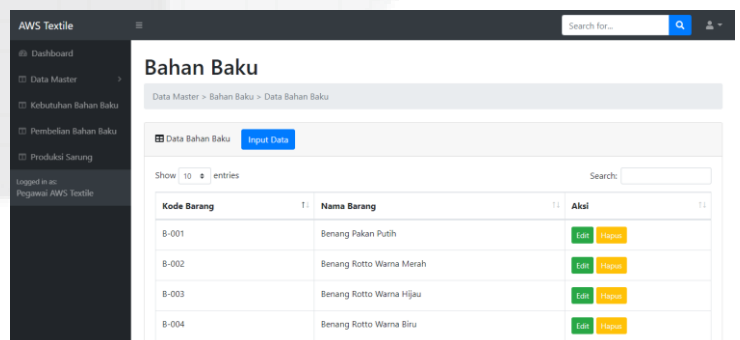 AWS Textile
Search for...
Dashboard
Data Master
Kebutuhan Bahan Baku
Pembelian Bahan Baku
Produksi Sarung
Logged in as:
Pegawai AWS Textile
Bahan Baku
Data Master > Bahan Baku > Data Bahan Baku
Data Bahan Baku Input Data
Show 10 entries Search:
Kode Barang Nama Barang Aksi
B-001 Benang Pakan Putih Edit Hapus
B-002 Benang Rotto Warna Merah Edit Hapus
B-003 Benang Rotto Warna Hijau Edit Hapus
B-004 Benang Rotto Warna Biru Edit Hapus